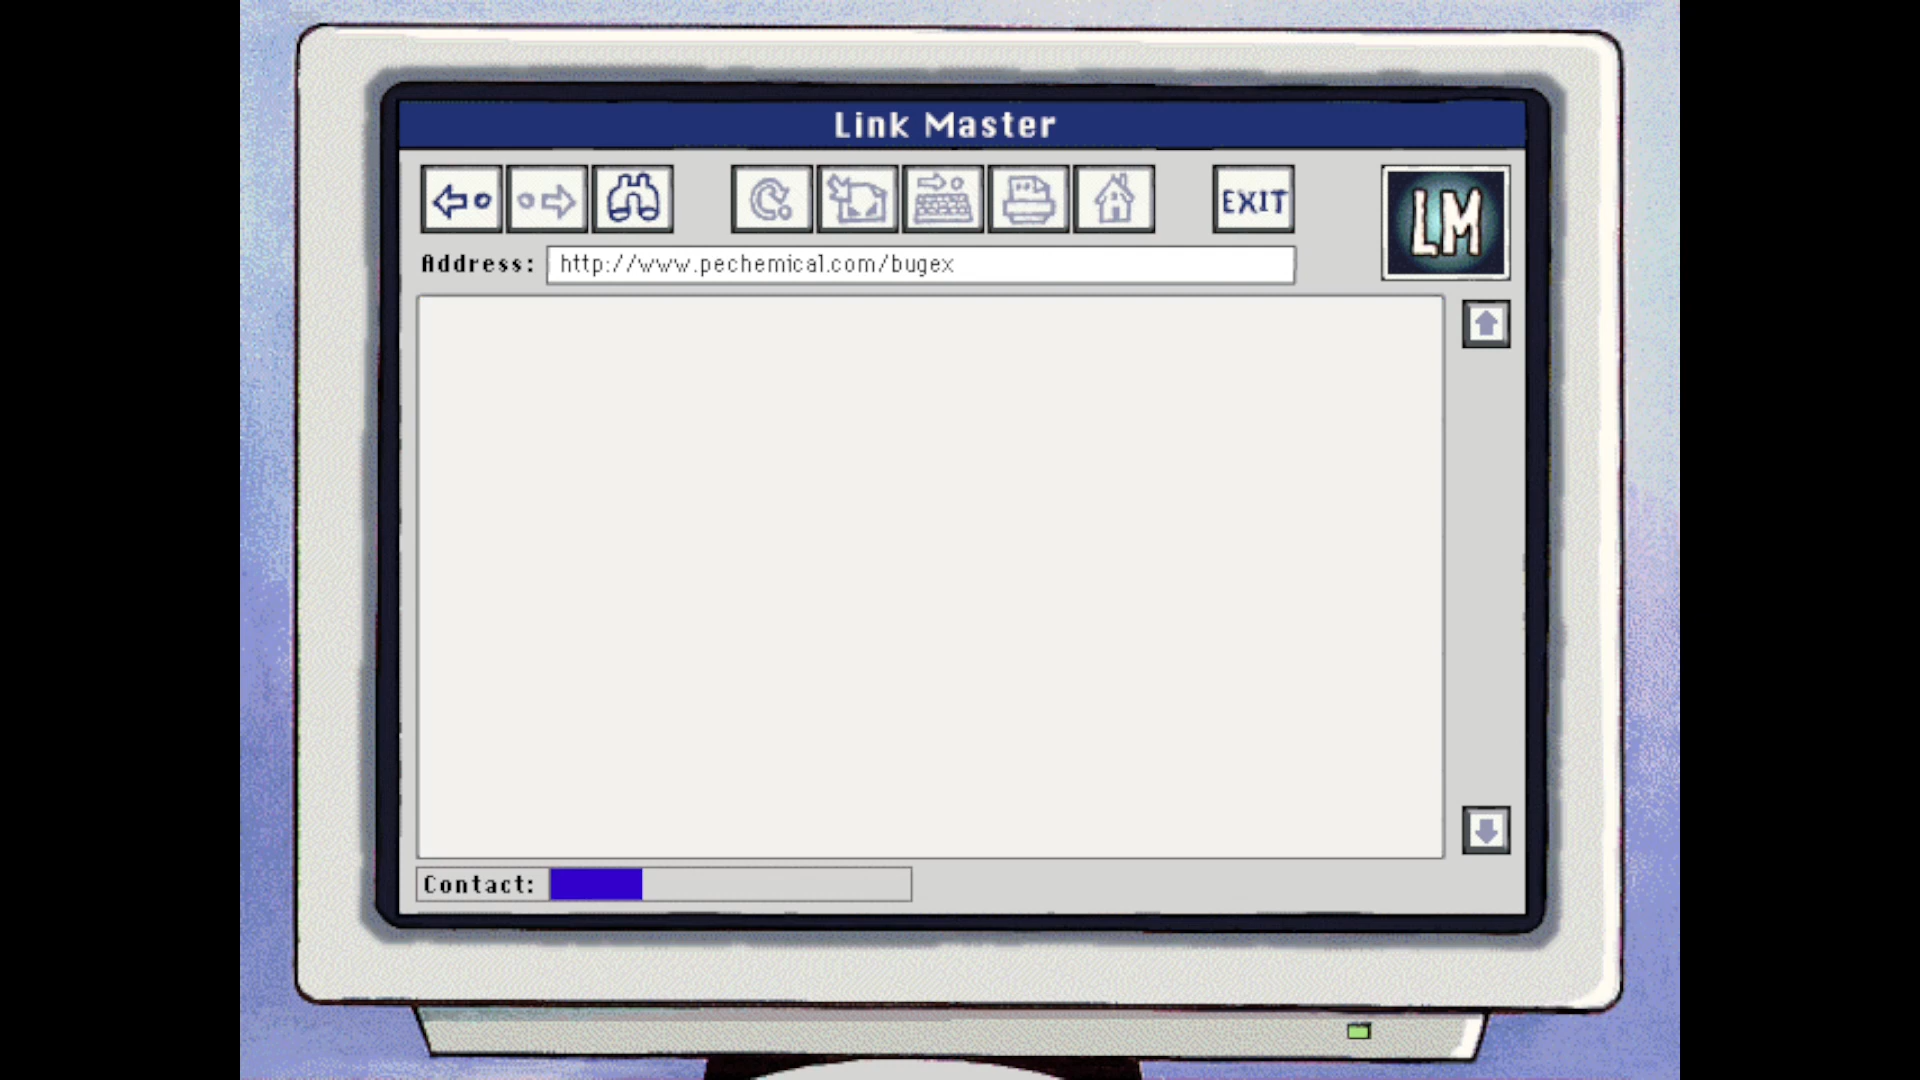 Link Master
EXIT
LM
Address: http://www.pechemical.com/bugex
Contact: